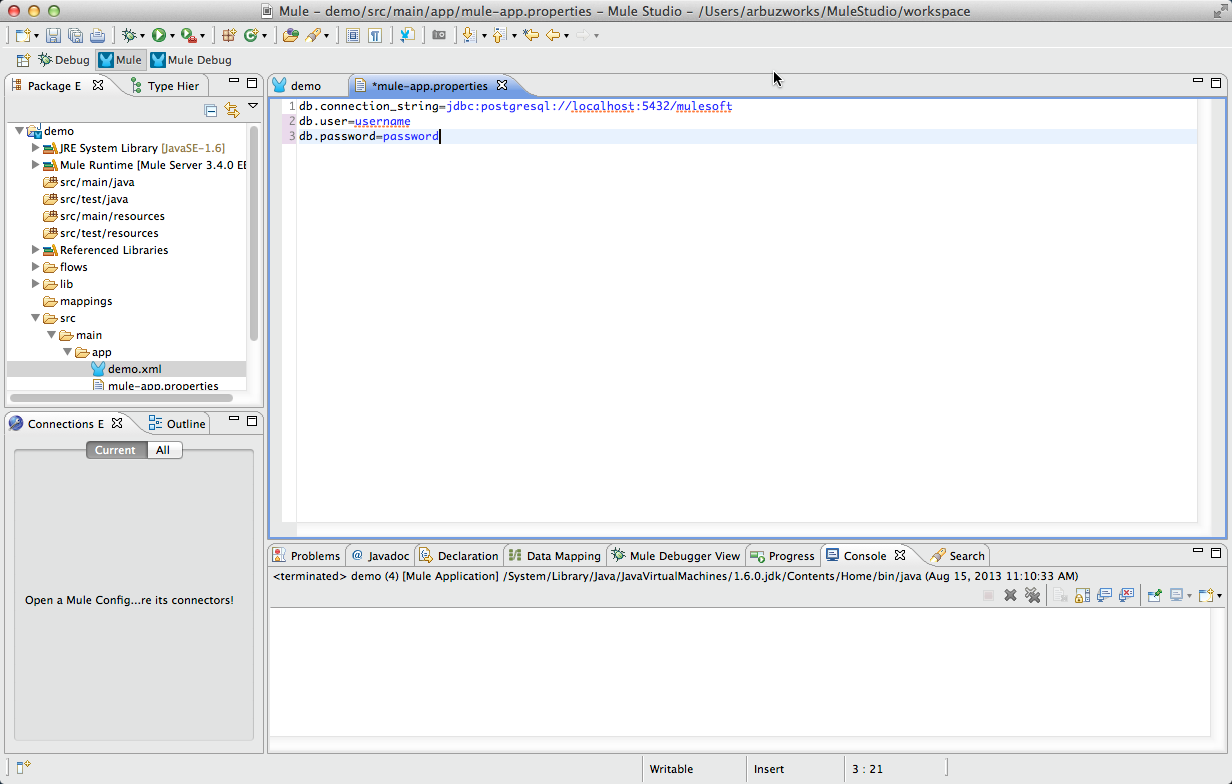 Mule – demo/src/main/app/mule-app.properties – Mule Studio – /Users/arbuzworks/MuleStudio/workspace
Debug Mule Mule Debug
Package E Type Hier
demo *mule-app.properties
demo
JRE System Library [JavaSE-1.6]
Mule Runtime [Mule Server 3.4.0 EE
src/main/java
src/test/java
src/main/resources
src/test/resources
Referenced Libraries
flows
lib
mappings
src
main
app
demo.xml
mule-app.properties
1 db.connection_string=jdbc:postgresql://localhost:5432/mulesoft
2 db.user=username
3 db.password=password
Connections E Outline
Current All
Open a Mule Config...re its connectors!
Problems @ Javadoc Declaration Data Mapping Mule Debugger View Progress Console Search
<terminated> demo (4) [Mule Application] /System/Library/Java/JavaVirtualMachines/1.6.0.jdk/Contents/Home/bin/java (Aug 15, 2013 11:10:33 AM)
Writable Insert 3 : 21